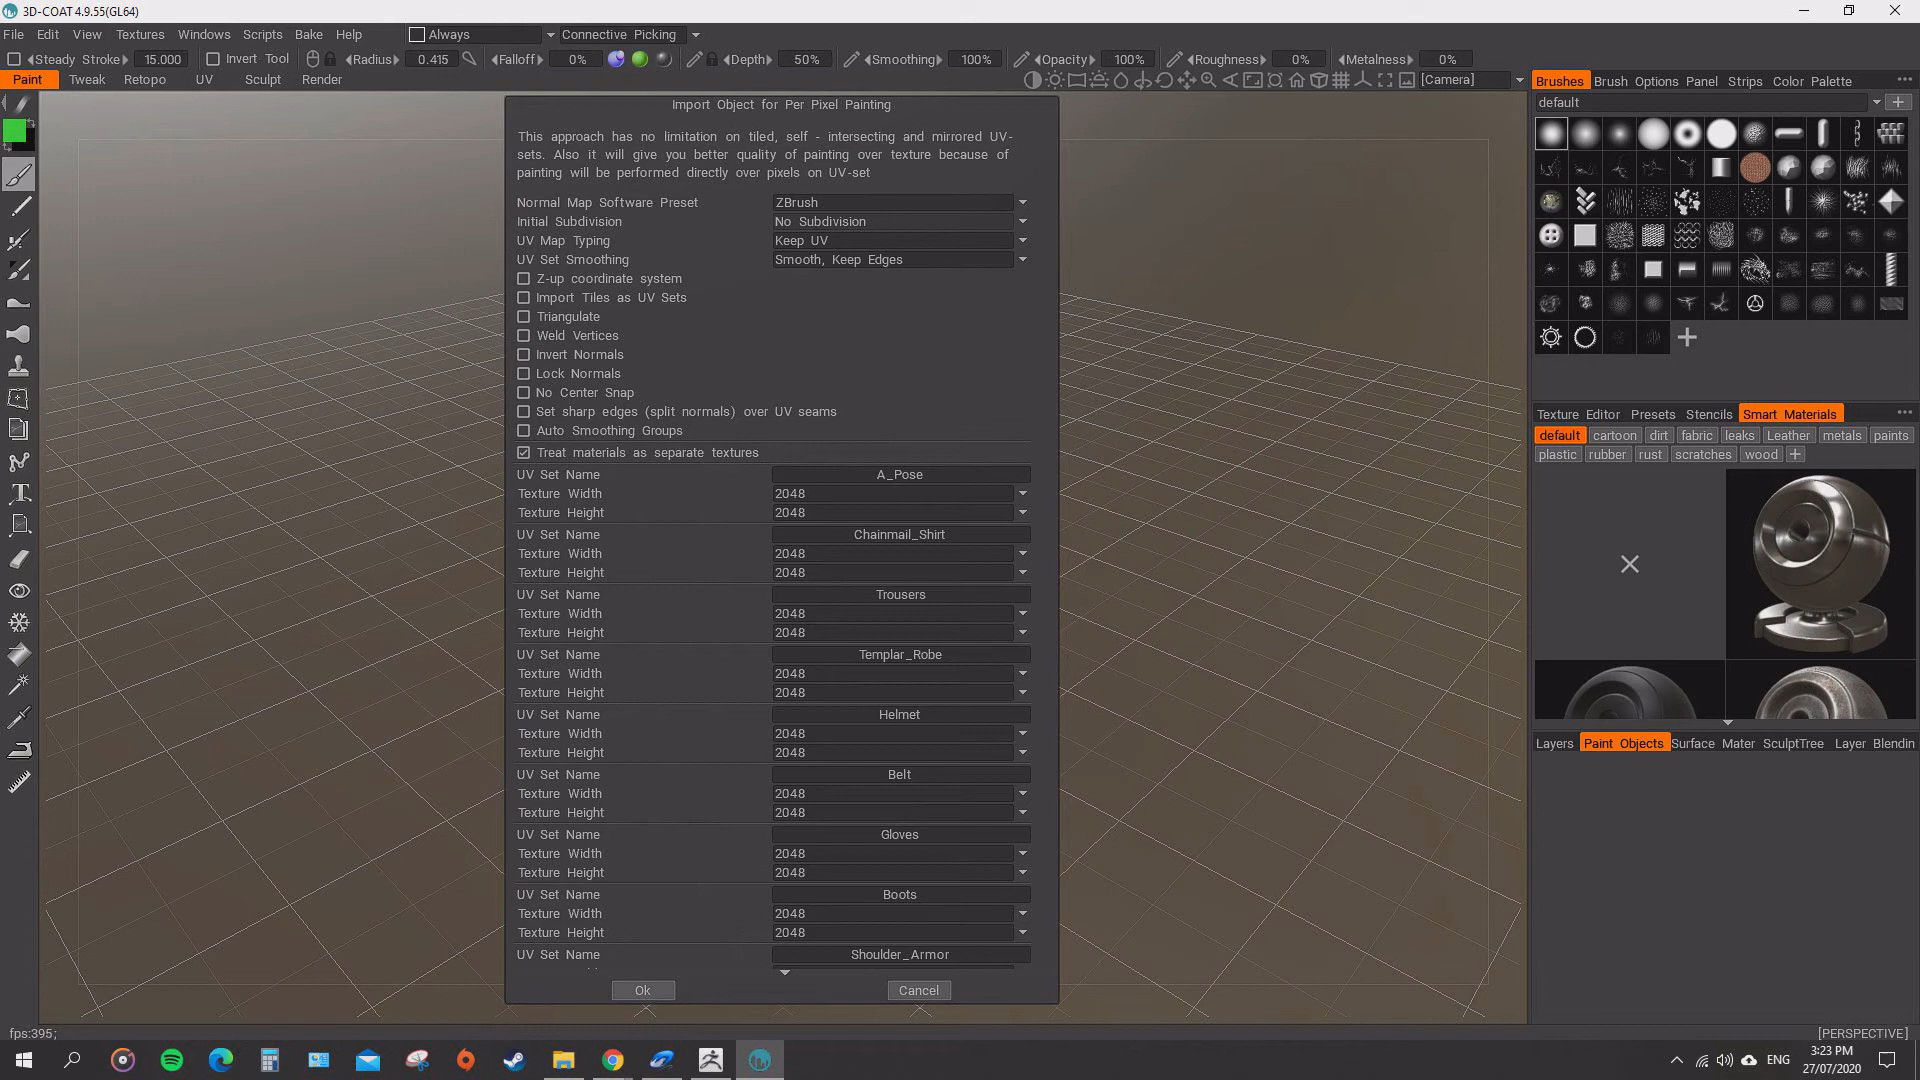 3D-COAT 4.9.55(GL64)
File Edit View Textures Windows Scripts Bake Help Always Connective Picking
Steady Stroke 15.000 Invert Tool Radius 0.415 Falloff 0% Depth 50% Smoothing 100% Opacity 100% Roughness 0% Metalness 0%
Paint Tweak Retopo UV Sculpt Render [Camera]
Brushes Brush Options Panel Strips Color Palette
default
Import Object for Per Pixel Painting
This approach has no limitation on tiled, self - intersecting and mirrored UV-
sets. Also it will give you better quality of painting over texture because of
painting will be performed directly over pixels on UV-set
Normal Map Software Preset ZBrush
Initial Subdivision No Subdivision
UV Map Typing Keep UV
UV Set Smoothing Smooth, Keep Edges
Z-up coordinate system
Import Tiles as UV Sets
Triangulate
Weld Vertices
Invert Normals
Lock Normals
No Center Snap
Set sharp edges (split normals) over UV seams
Auto Smoothing Groups
Treat materials as separate textures
UV Set Name A_Pose
Texture Width 2048
Texture Height 2048
UV Set Name Chainmail_Shirt
Texture Width 2048
Texture Height 2048
UV Set Name Trousers
Texture Width 2048
Texture Height 2048
UV Set Name Templar_Robe
Texture Width 2048
Texture Height 2048
UV Set Name Helmet
Texture Width 2048
Texture Height 2048
UV Set Name Belt
Texture Width 2048
Texture Height 2048
UV Set Name Gloves
Texture Width 2048
Texture Height 2048
UV Set Name Boots
Texture Width 2048
Texture Height 2048
UV Set Name Shoulder_Armor
Ok Cancel
Texture Editor Presets Stencils Smart Materials
default cartoon dirt fabric leaks Leather metals paints
plastic rubber rust scratches wood
Layers Paint Objects Surface Mater SculptTree Layer Blendin
fps:395;
[PERSPECTIVE]
ENG
3:23 PM
27/07/2020